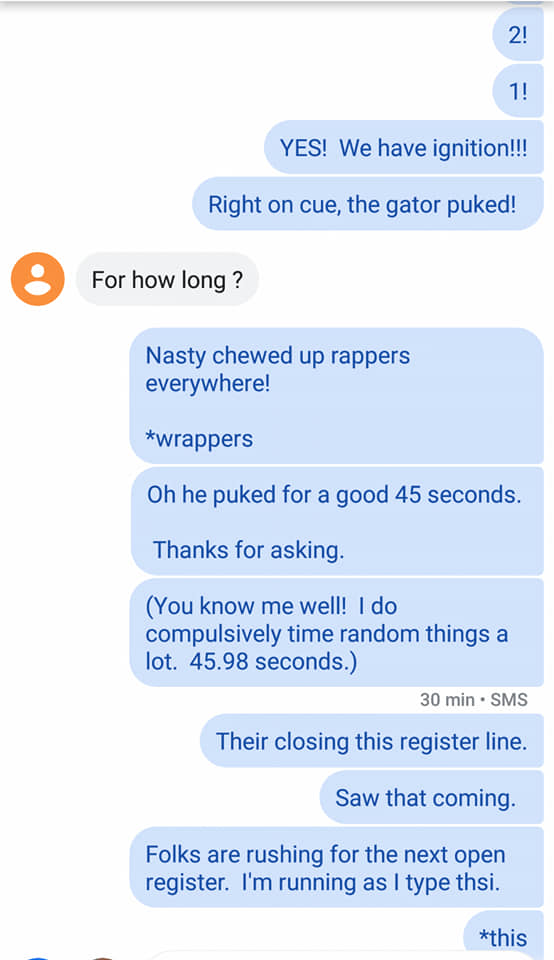 2!
1!
YES!  We have ignition!!!
Right on cue, the gator puked!
For how long ?
Nasty chewed up rappers
everywhere!
*wrappers
Oh he puked for a good 45 seconds.
Thanks for asking.
(You know me well!  I do
compulsively time random things a
lot.  45.98 seconds.)
30 min • SMS
Their closing this register line.
Saw that coming.
Folks are rushing for the next open
register.  I'm running as I type thsi.
*this